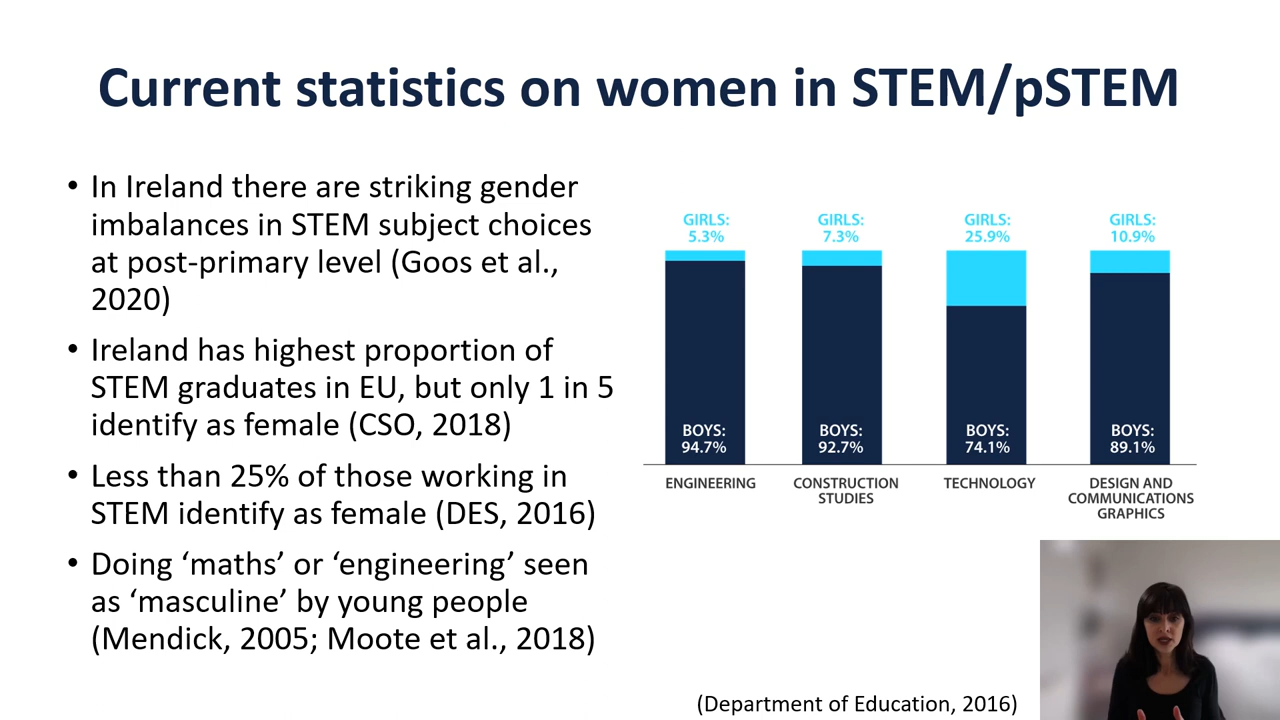 Current statistics on women in STEM/pSTEM
• In Ireland there are striking gender
imbalances in STEM subject choices
at post-primary level (Goos et al.,
2020)
• Ireland has highest proportion of
STEM graduates in EU, but only 1 in 5
identify as female (CSO, 2018)
• Less than 25% of those working in
STEM identify as female (DES, 2016)
• Doing ‘maths’ or ‘engineering’ seen
as ‘masculine’ by young people
(Mendick, 2005; Moote et al., 2018)
GIRLS:
5.3%
BOYS:
94.7%
ENGINEERING
GIRLS:
7.3%
BOYS:
92.7%
CONSTRUCTION
STUDIES
GIRLS:
25.9%
BOYS:
74.1%
TECHNOLOGY
GIRLS:
10.9%
BOYS:
89.1%
DESIGN AND
COMMUNICATIONS
GRAPHICS
(Department of Education, 2016)